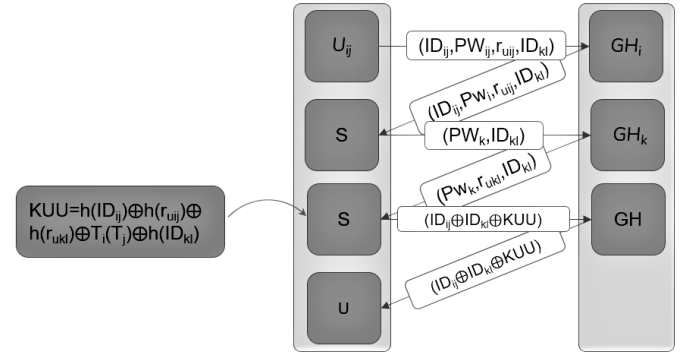 U_ij
(ID_ij,PW_ij,r_uij,ID_kl)
GH_i
(ID_ij,Pw_i,r_uij,ID_kl)
S
(PW_k,ID_kl)
GH_k
(Pw_k,r_ukl,ID_kl)
KUU=h(ID_ij)⊕h(r_uij)⊕
h(r_ukl)⊕T_i(T_j)⊕h(ID_kl)
S
(ID_ij⊕ID_kl⊕KUU)
GH
(ID_ij⊕ID_kl⊕KUU)
U